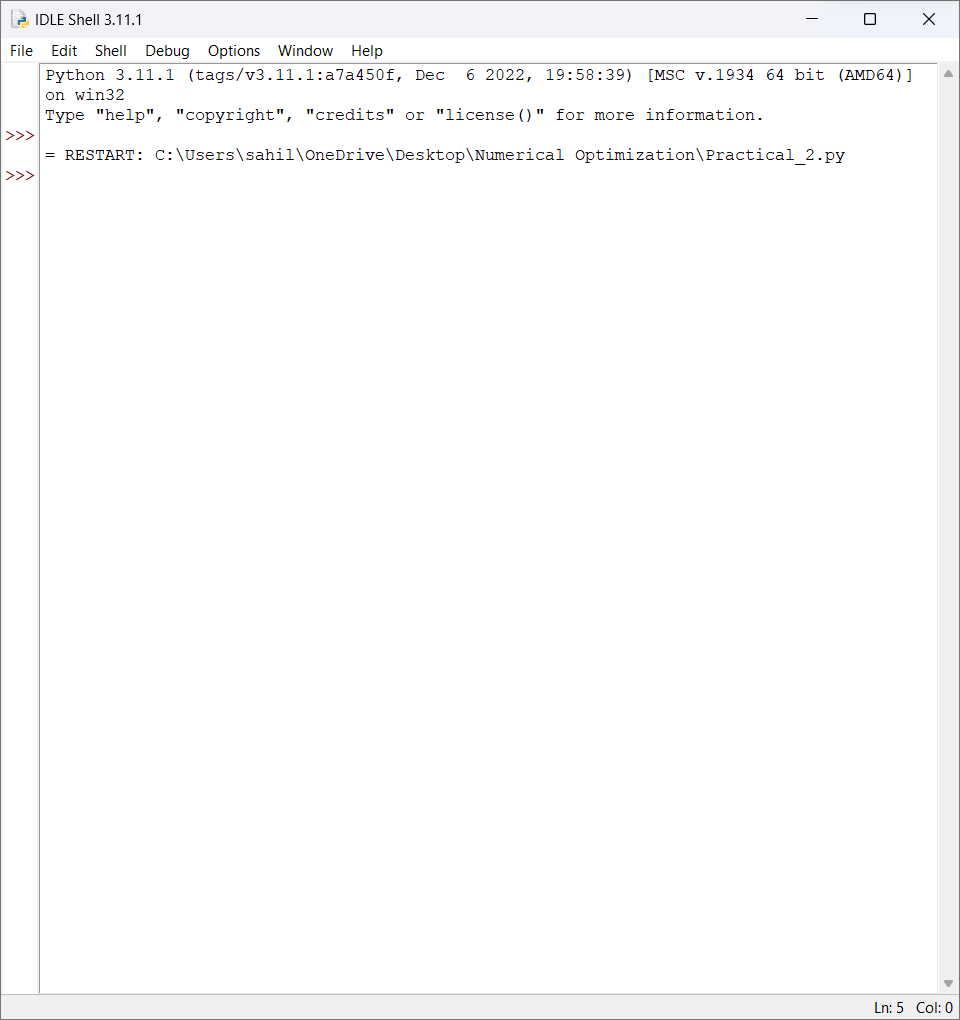 IDLE Shell 3.11.1
File Edit Shell Debug Options Window Help
Python 3.11.1 (tags/v3.11.1:a7a450f, Dec  6 2022, 19:58:39) [MSC v.1934 64 bit (AMD64)]
on win32
Type "help", "copyright", "credits" or "license()" for more information.
>>>
= RESTART: C:\Users\sahil\OneDrive\Desktop\Numerical Optimization\Practical_2.py
>>>
Ln: 5 Col: 0